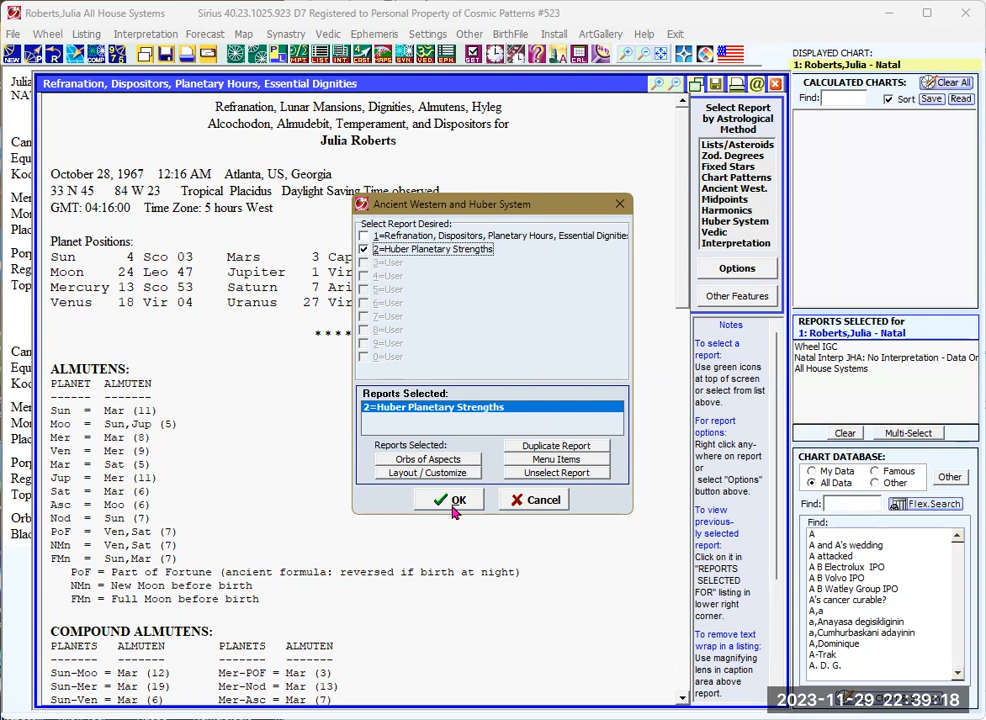 Roberts,Julia All House Systems Sirius 40.23.1025.923 D7 Registered to Personal Property of Cosmic Patterns #523
File Wheel Listing Interpretation Forecast Map Synastry Vedic Ephemeris Settings Other BirthFile Install ArtGallery Help Exit
Refranation, Dispositors, Planetary Hours, Essential Dignities
Refranation, Lunar Mansions, Dignities, Almutens, Hyleg
Alcochodon, Almudebit, Temperament, and Dispositors for
Julia Roberts
October 28, 1967 12:16 AM Atlanta, US, Georgia
33 N 45 84 W 23 Tropical Placidus Daylight Saving Time observed
GMT: 04:16:00 Time Zone: 5 hours West
Planet Positions:
Sun 4 Sco 03 Mars 3 Cap
Moon 24 Leo 47 Jupiter 1 Vir
Mercury 13 Sco 53 Saturn 7 Ari
Venus 18 Vir 04 Uranus 27 Vir
* * * *
ALMUTENS:
PLANET ALMUTEN
------ -------
Sun = Mar (11)
Moo = Sun,Jup (5)
Mer = Mar (8)
Ven = Mer (9)
Mar = Sat (5)
Jup = Mer (11)
Sat = Mar (6)
Asc = Moo (6)
Nod = Sun (7)
PoF = Ven,Sat (7)
NMn = Ven,Sat (7)
FMn = Sun,Mar (7)
PoF = Part of Fortune (ancient formula: reversed if birth at night)
NMn = New Moon before birth
FMn = Full Moon before birth
COMPOUND ALMUTENS:
PLANETS ALMUTEN PLANETS ALMUTEN
------- ------- ------- -------
Sun-Moo = Mar (12) Mer-POF = Mar (3)
Sun-Mer = Mar (19) Mer-Nod = Mar (13)
Sun-Ven = Mar (6) Mer-Asc = Mar (7)
Ancient Western and Huber System
Select Report Desired:
1=Refranation, Dispositors, Planetary Hours, Essential Dignitie
2=Huber Planetary Strengths
3=User
4=User
5=User
6=User
7=User
8=User
9=User
0=User
Reports Selected:
2=Huber Planetary Strengths
Reports Selected:
Duplicate Report
Orbs of Aspects
Menu Items
Layout / Customize
Unselect Report
OK
Cancel
Select Report
by Astrological
Method
Lists/Asteroids
Zod. Degrees
Fixed Stars
Chart Patterns
Ancient West.
Midpoints
Harmonics
Huber System
Vedic
Interpretation
Options
Other Features
Notes
To select a
report:
Use green icons
at top of screen
or select from list
above.
For report
options:
Right click any-
where on report
or
select "Options"
button above.
To view
previous-
ly selected
report:
Click on it in
"REPORTS
SELECTED
FOR" listing in
lower right
corner.
To remove text
wrap in a listing:
Use magnifying
lens in caption
area above
report.
DISPLAYED CHART:
1: Roberts,Julia - Natal
CALCULATED CHARTS:
Clear All
Find:
Sort
Save
Read
REPORTS SELECTED for
1: Roberts,Julia - Natal
Wheel IGC
Natal Interp JHA: No Interpretation - Data Or
All House Systems
Clear
Multi-Select
CHART DATABASE:
My Data
Famous
All Data
Other
Other
Find:
Flex.Search
Find:
A
A and A's wedding
A attacked
A B Electrolux IPO
A B Volvo IPO
A B Watley Group IPO
A's cancer curable?
A,a
a,Anayasa degisikliginin
a,Cumhurbaskani adayinin
A,Dominique
A-Trak
A. D. G.
2023-11-29 22:39:18